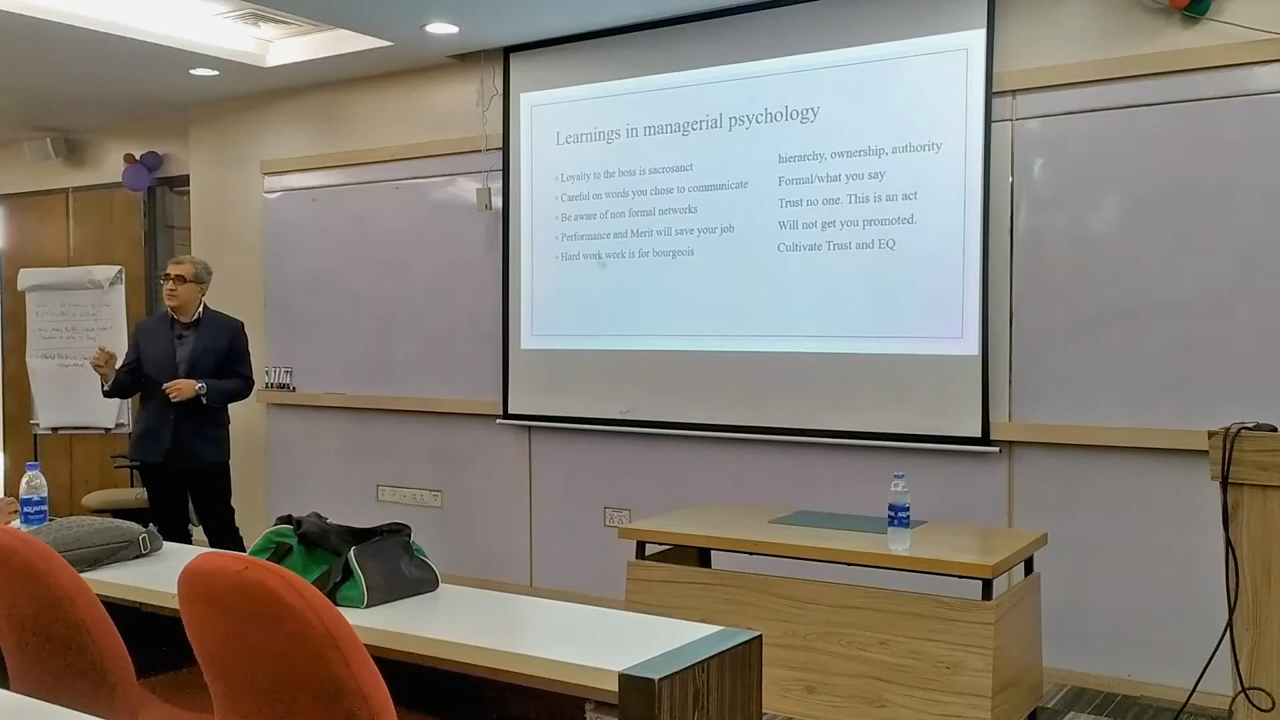 Learnings in managerial psychology
Loyalty to the boss is sacrosanct
Careful on words you chose to communicate
Be aware of non formal networks
Performance and Merit will save your job
Hard work work is for bourgeois
hierarchy, ownership, authority
Formal/what you say
Trust no one. This is an act
Will not get you promoted.
Cultivate Trust and EQ